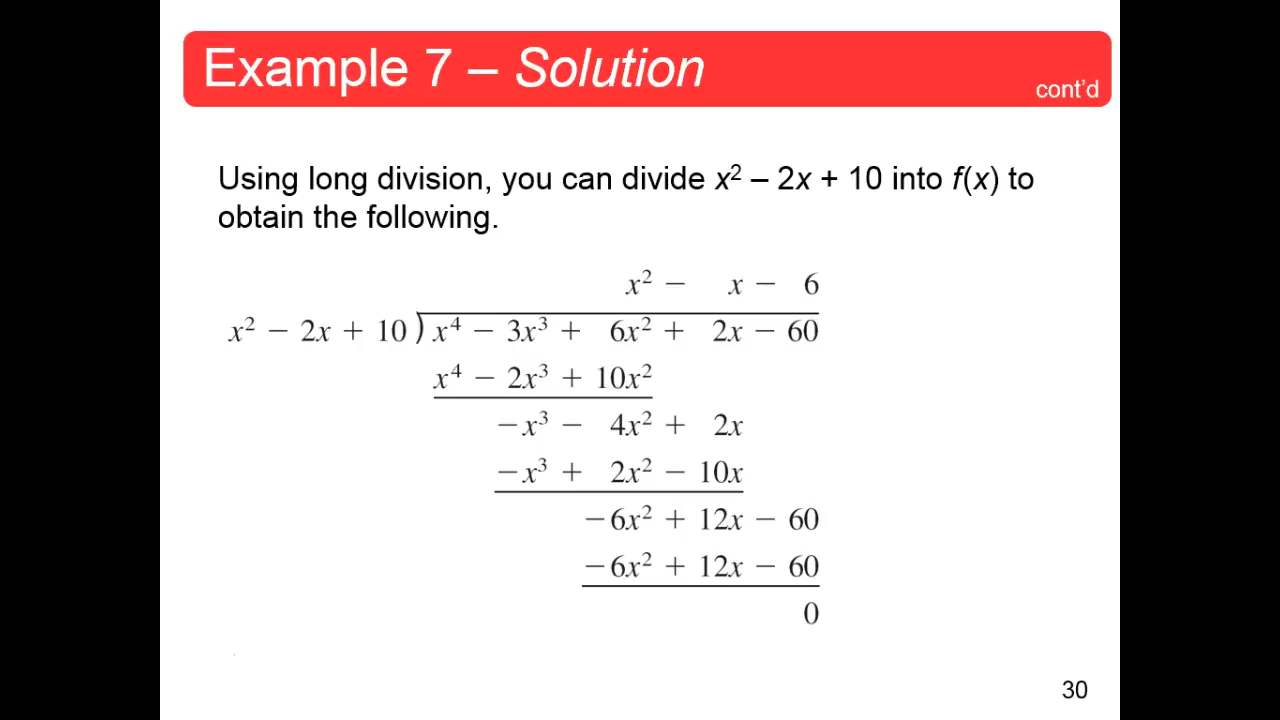 Example 7 – Solution
cont'd
Using long division, you can divide x² – 2x + 10 into f(x) to
obtain the following.
x² − x − 6
x² − 2x + 10 ) x⁴ − 3x³ + 6x² + 2x − 60
x⁴ − 2x³ + 10x²
−x³ − 4x² + 2x
−x³ + 2x² − 10x
−6x² + 12x − 60
−6x² + 12x − 60
0
30